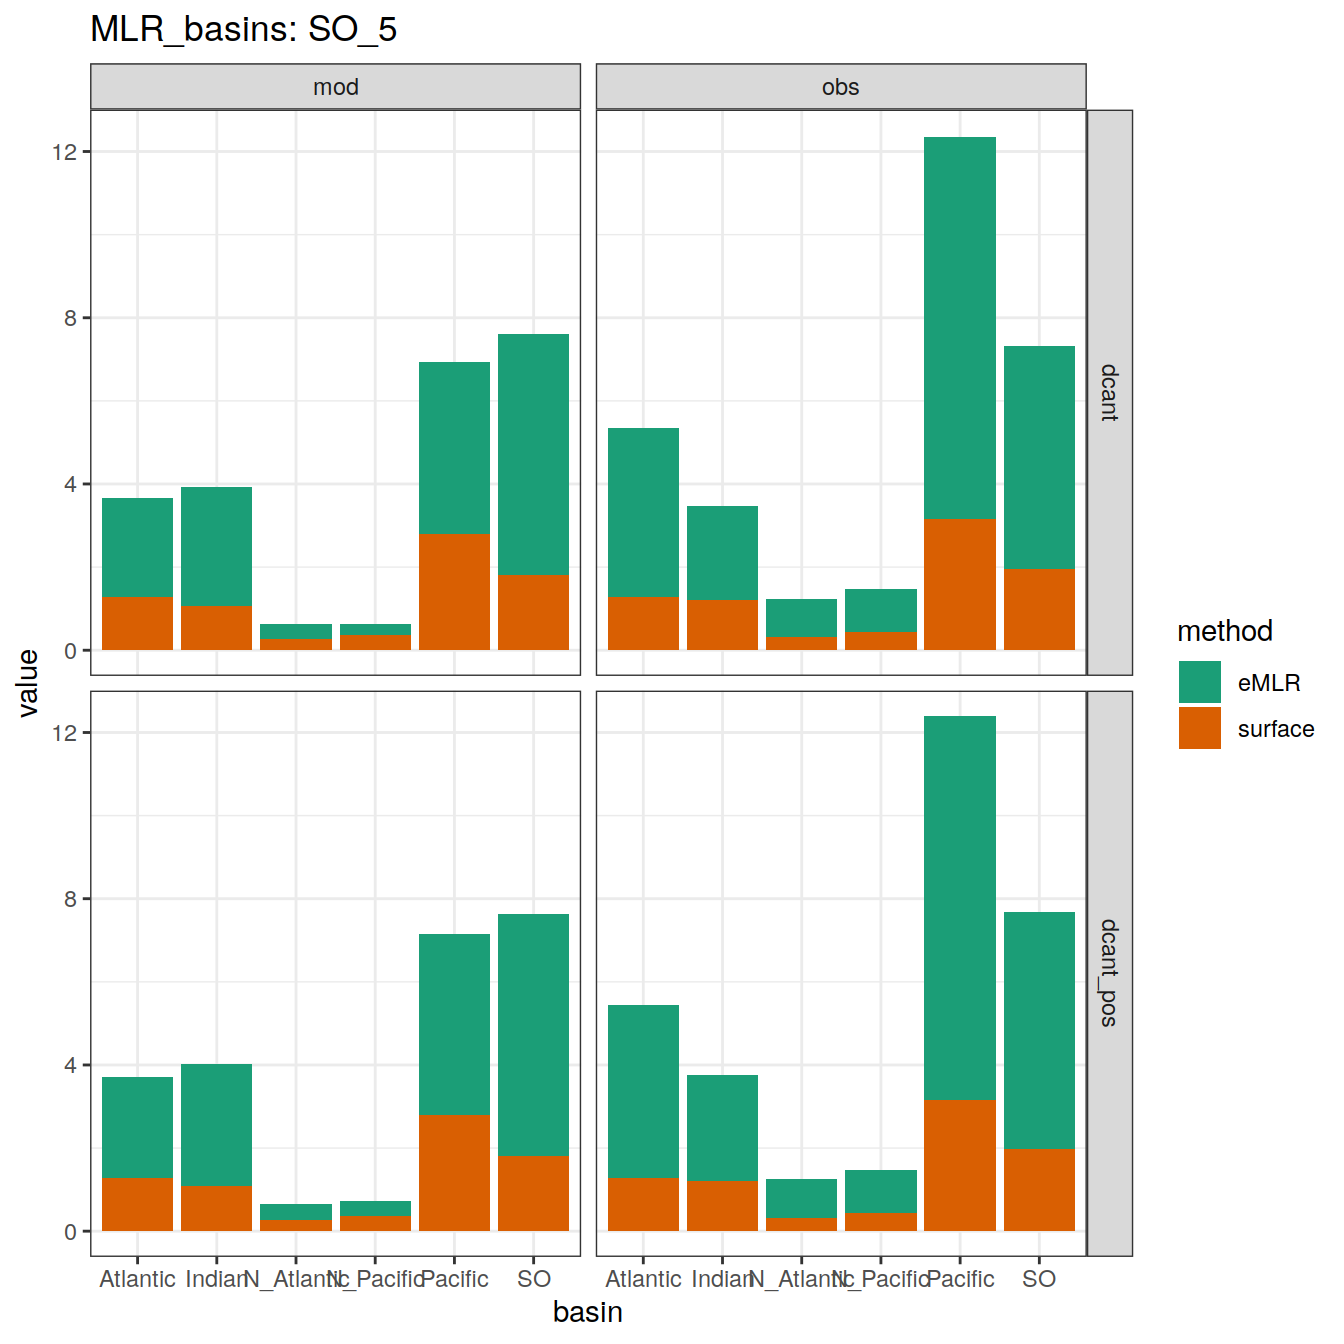 MLR_basins: SO_5
mod
obs
12
8
4
0
dcant
12
8
4
0
dcant_pos
value
Atlantic Indian N_Atlantic N_Pacific Pacific SO
Atlantic Indian N_Atlantic N_Pacific Pacific SO
basin
method
eMLR
surface